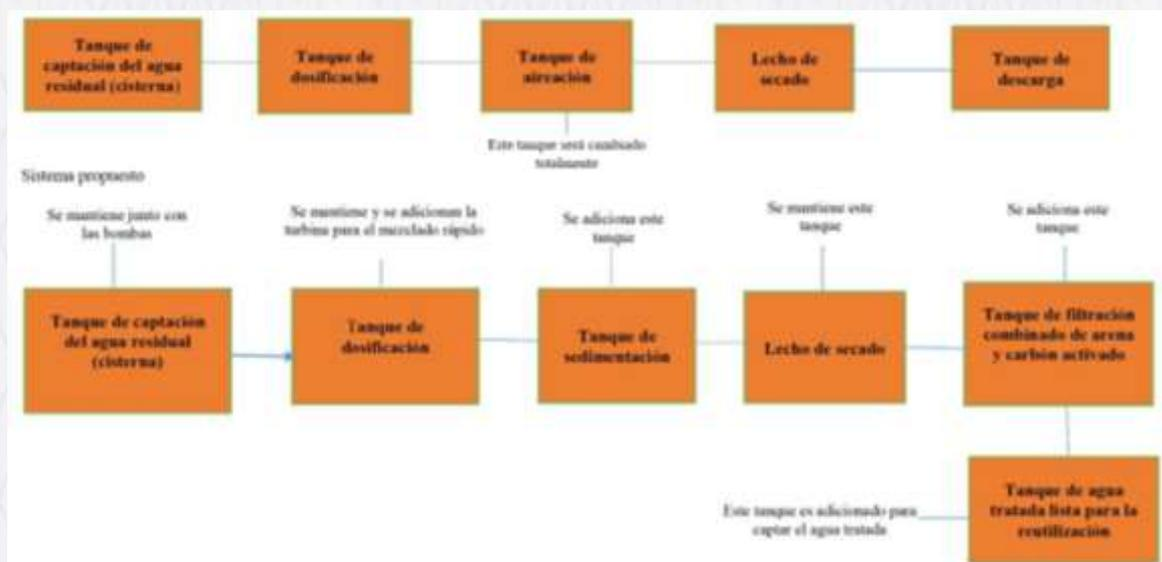 Tanque de
captación del agua
residual (cisterna)
Tanque de
dosificación
Tanque de
aireación
Lecho de
secado
Tanque de
descarga
Este tanque será cambiado
totalmente
Sistema propuesto
Se mantiene junto con
las bombas
Se mantiene y se adicionan la
turbina para el mezclado rápido
Se adiciona este
tanque
Se mantiene este
tanque
Se adiciona este
tanque
Tanque de captación
del agua residual
(cisterna)
Tanque de
dosificación
Tanque de
sedimentación
Lecho de secado
Tanque de filtración
combinado de arena
y carbón activado
Este tanque es adicionado para
captar el agua tratada
Tanque de agua
tratada lista para la
reutilización